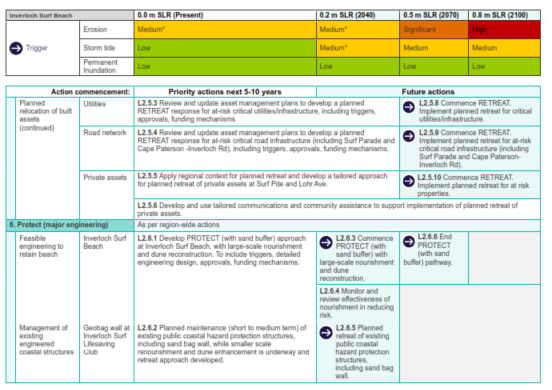 Inverloch Surf Beach
0.0 m SLR (Present)
0.2 m SLR (2040)
0.5 m SLR (2070)
0.8 m SLR (2100)
Trigger
Erosion
Medium*
Medium*
Significant
High
Storm tide
Low
Medium*
Medium
Medium
Permanent
Inundation
Low
Low
Low
Low
Action commencement:
Priority actions next 5-10 years
Future actions
Planned
relocation of built
assets
(continued)
Utilities
L2.5.3 Review and update asset management plans to develop a planned
RETREAT response for at-risk critical utilities/infrastructure, including triggers,
approvals, funding mechanisms
L2.5.8 Commence RETREAT.
Implement planned retreat for critical
utilities/infrastructure.
Road network
L2.5.4 Review and update asset management plans to develop a planned
RETREAT response for at-risk critical road infrastructure (including Surf Parade and
Cape Paterson -Inverloch Rd), including triggers, approvals, funding mechanisms.
L2.5.9 Commence RETREAT.
Implement planned retreat for at-risk
critical road infrastructure (including
Surf Parade and Cape Paterson-
Inverloch Rd).
Private assets
L2.5.5 Apply regional context for planned retreat and develop a tailored approach
for planned retreat of private assets at Surf Pde and Lohr Ave.
L2.5.10 Commence RETREAT.
Implement planned retreat for at risk
properties.
L2.5.6 Develop and use tailored communications and community assistance to support implementation of planned retreat of
private assets.
6. Protect (major engineering)
As per region-wide actions
Feasible
engineering to
retain beach
Inverloch Surf
Beach
L2.6.1 Develop PROTECT (with sand buffer) approach
at Inverloch Surf Beach, with large-scale nourishment
and dune reconstruction. To include triggers, detailed
engineering design, approvals, funding mechanisms.
L2.6.3 Commence
PROTECT (with
sand buffer) with
large-scale nourishment
and dune
reconstruction.
L2.6.6 End
PROTECT
(with sand
buffer) pathway.
L2.6.4 Monitor and
review effectiveness of
nourishment in reducing
risk.
Management of
existing
engineered
coastal structures
Geobag wall at
Inverloch Surf
Lifesaving
Club
L2.6.2 Planned maintenance (short to medium term) of
existing public coastal hazard protection structures,
including sand bag wall, while smaller scale
renourishment and dune enhancement is underway and
retreat approach developed.
L2.6.5 Planned
retreat of existing
public coastal
hazard protection
structures,
including sand bag
wall.